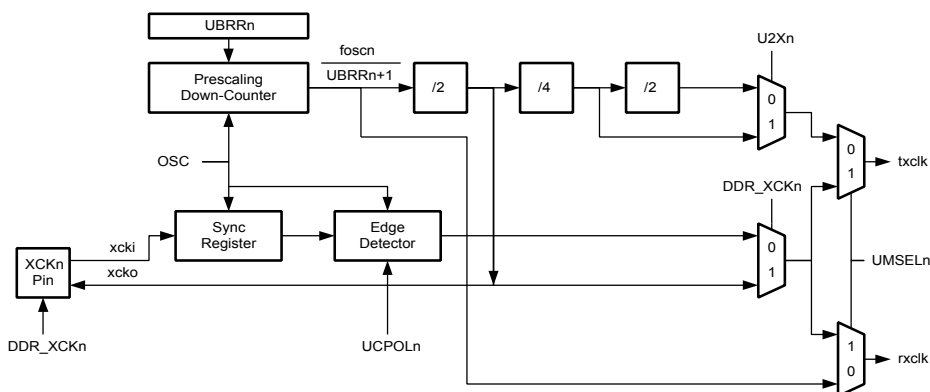 UBRRn
foscn
U2Xn
Prescaling
Down-Counter
UBRRn+1
/2
/4
/2
0
1
OSC
0
1
txclk
DDR_XCKn
Sync
Register
Edge
Detector
0
1
xcki
XCKn
Pin
xcko
UMSELn
DDR_XCKn
UCPOLn
1
0
rxclk